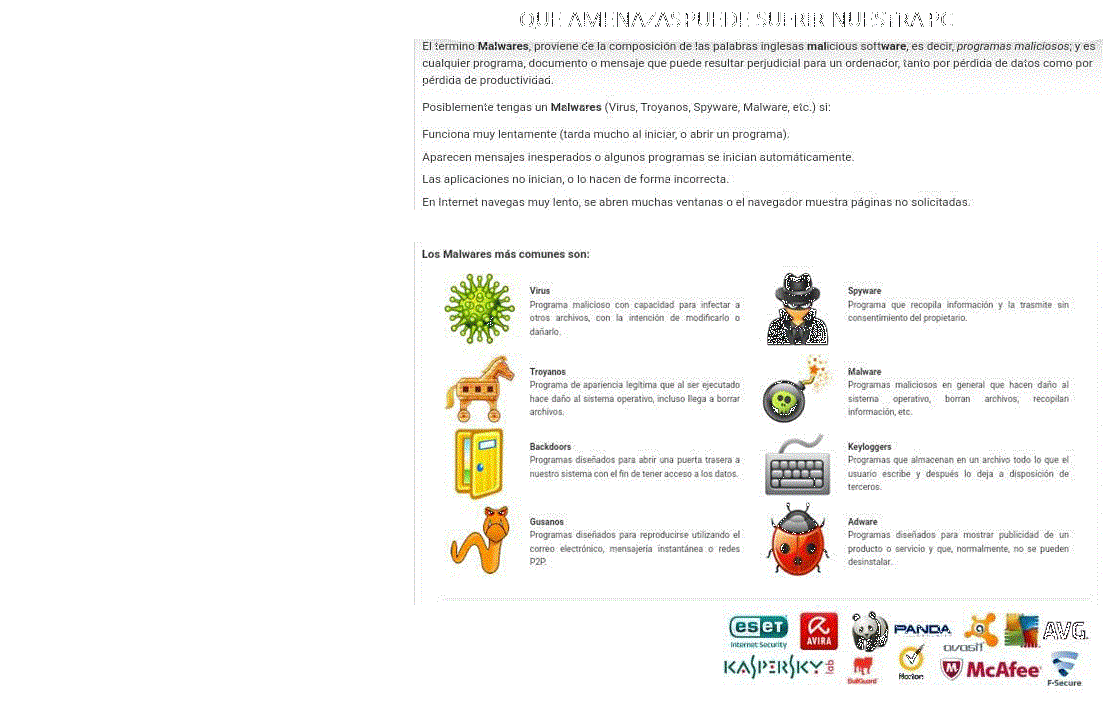 QUE AMENAZAS PUEDE SUFRIR NUESTRA PC
El termino Malwares, proviene de la composición de las palabras inglesas malicious software, es decir, programas maliciosos; y es
cualquier programa, documento o mensaje que puede resultar perjudicial para un ordenador, tanto por pérdida de datos como por
pérdida de productividad.
Posiblemente tengas un Malwares (Virus, Troyanos, Spyware, Malware, etc.) si:
Funciona muy lentamente (tarda mucho al iniciar, o abrir un programa).
Aparecen mensajes inesperados o algunos programas se inician automáticamente.
Las aplicaciones no inician, o lo hacen de forma incorrecta.
En Internet navegas muy lento, se abren muchas ventanas o el navegador muestra páginas no solicitadas.
Los Malwares más comunes son:
Virus
Programa malicioso con capacidad para infectar a
otros archivos, con la intención de modificarlo o
dañarlo.
Spyware
Programa que recopila información y la trasmite sin
consentimiento del propietario.
Troyanos
Programa de apariencia legítima que al ser ejecutado
hace daño al sistema operativo, incluso llega a borrar
archivos.
Malware
Programas maliciosos en general que hacen daño al
sistema operativo, borran archivos, recopilan
información, etc.
Backdoors
Programas diseñados para abrir una puerta trasera a
nuestro sistema con el fin de tener acceso a los datos.
Keyloggers
Programas que almacenan en un archivo todo lo que el
usuario escribe y después lo deja a disposición de
terceros.
Gusanos
Programas diseñados para reproducirse utilizando el
correo electrónico, mensajería instantánea o redes
P2P.
Adware
Programas diseñados para mostrar publicidad de un
producto o servicio y que, normalmente, no se pueden
desinstalar.
eseT
Internet Security
AVIRA
PANDA
SECURITY
avast!
AVG.
KASPERSKY lab
BullGuard
Norton
McAfee
F-Secure